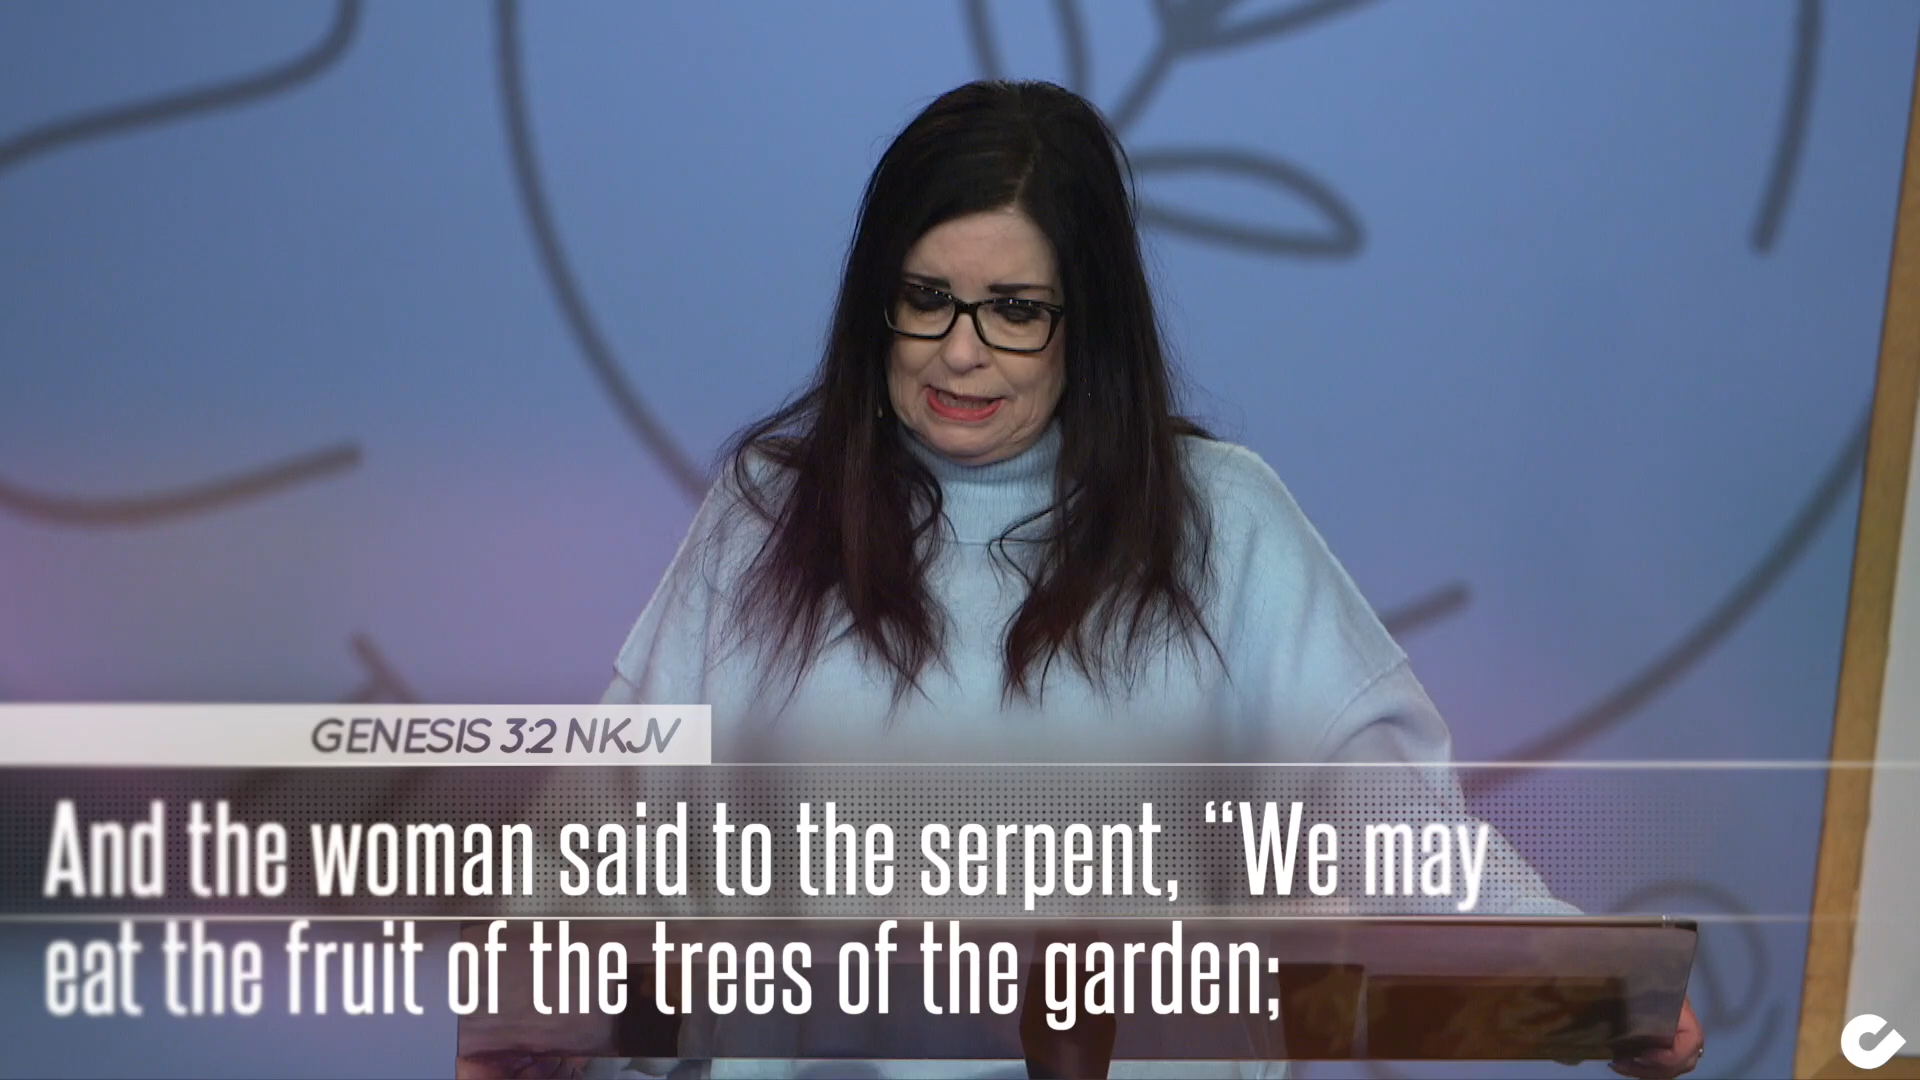 GENESIS 3:2 NKJV
And the woman said to the serpent, “We may
eat the fruit of the trees of the garden;